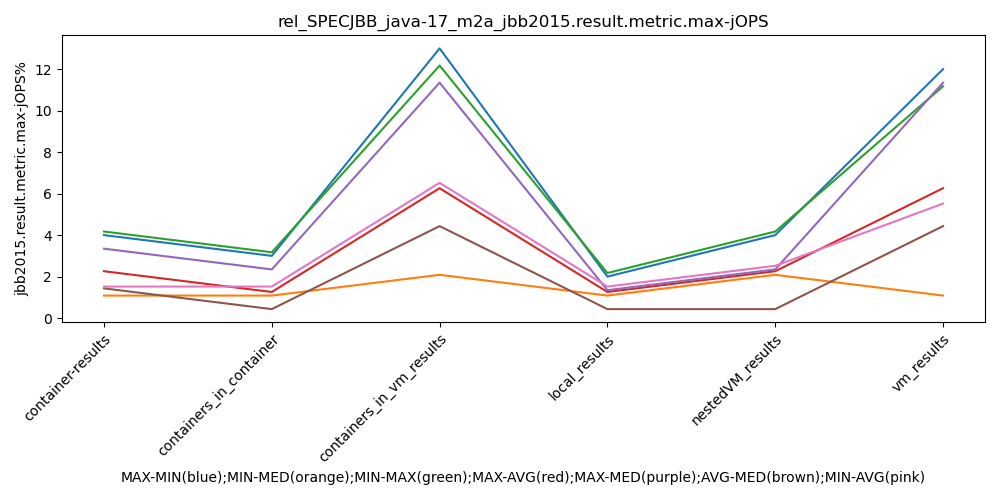 rel_SPECJBB_java-17_m2a_jbb2015.result.metric.max-jOPS
jbb2015.result.metric.max-jOPS%
12
10
8
6
4
2
0
container-results
containers_in_container
containers_in_vm_results
local_results
nestedVM_results
vm_results
MAX-MIN(blue);MIN-MED(orange);MIN-MAX(green);MAX-AVG(red);MAX-MED(purple);AVG-MED(brown);MIN-AVG(pink)